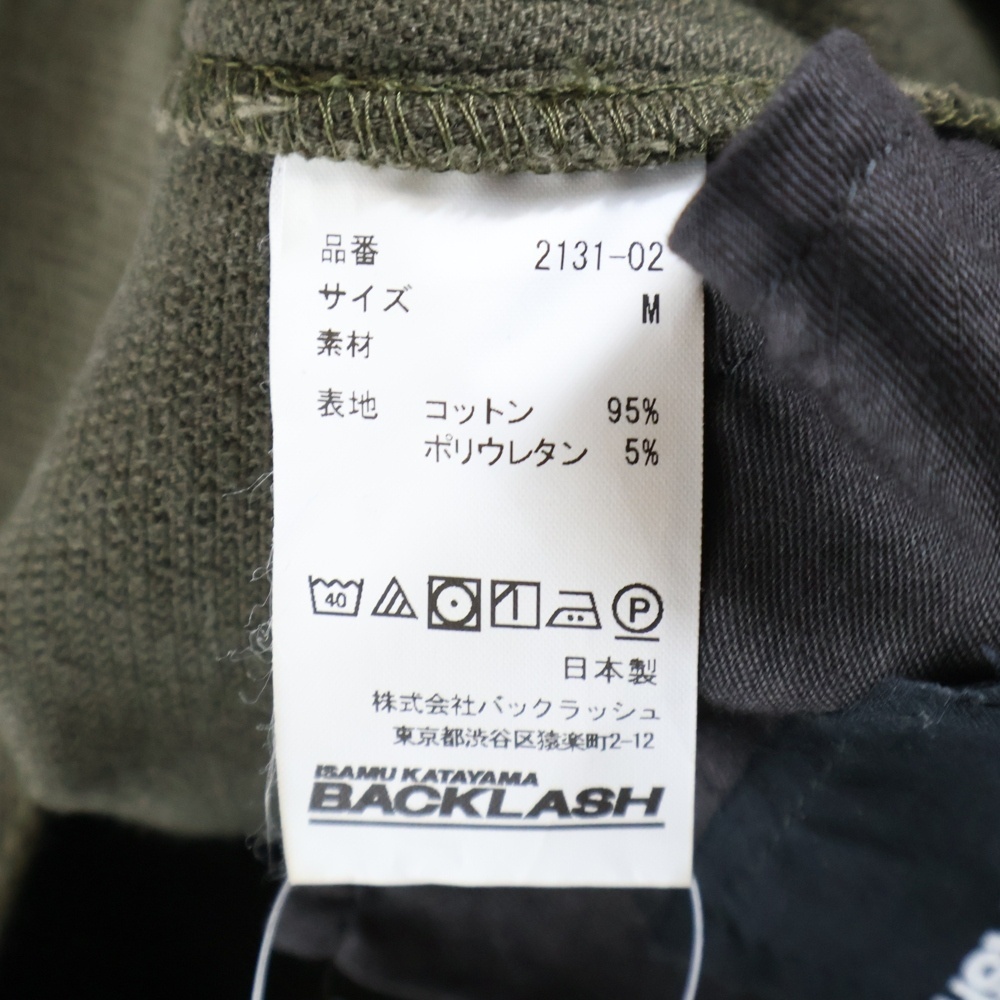 品番 2131-02
サイズ M
素材
表地 コットン 95%
ポリウレタン 5%
40 P
日本製
株式会社バックラッシュ
東京都渋谷区猿楽町2-12
ISAMU KATAYAMA
BACKLASH